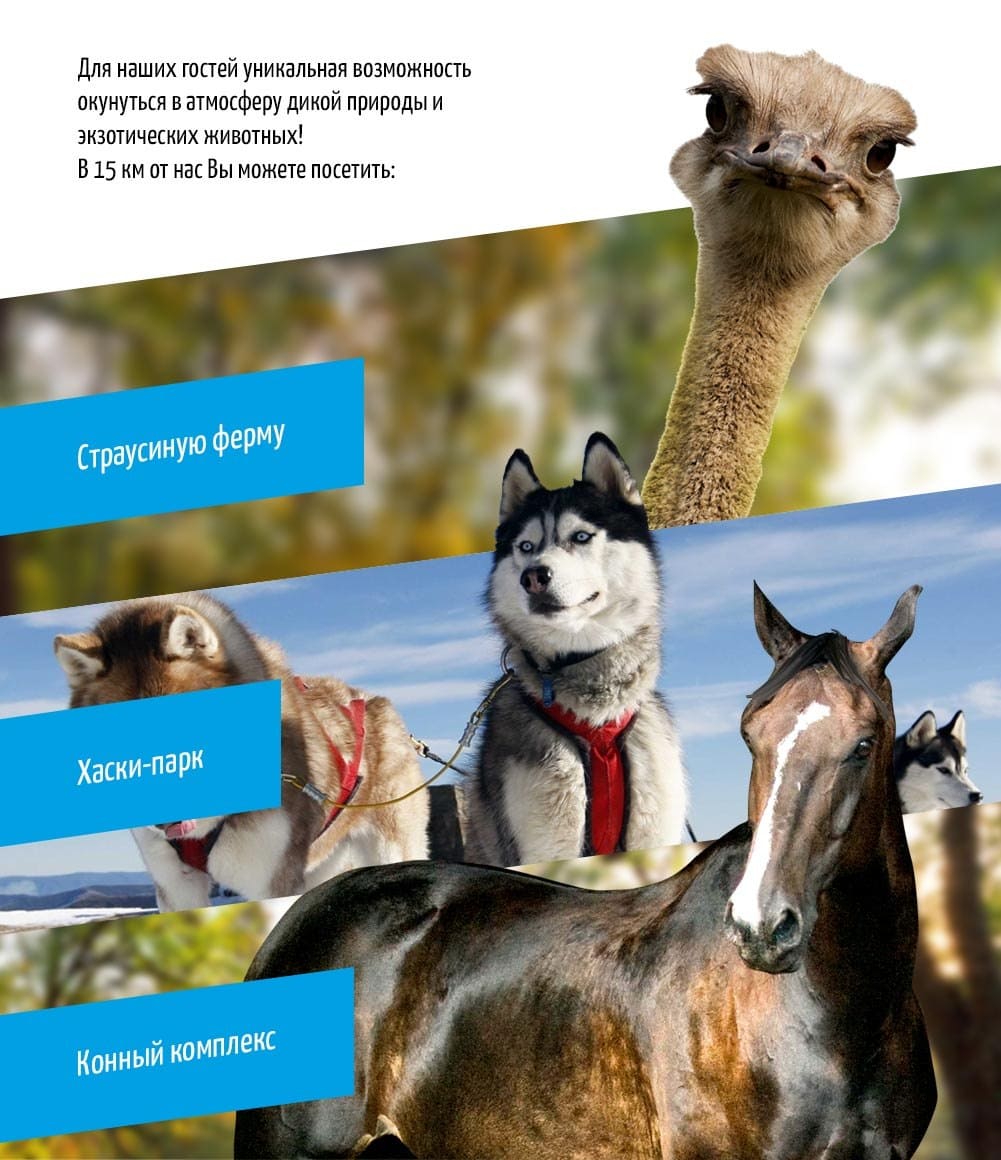 Для наших гостей уникальная возможность
окунуться в атмосферу дикой природы и
экзотических животных!
В 15 км от нас Вы можете посетить:
Страусиную ферму
Хаски-парк
Конный комплекс